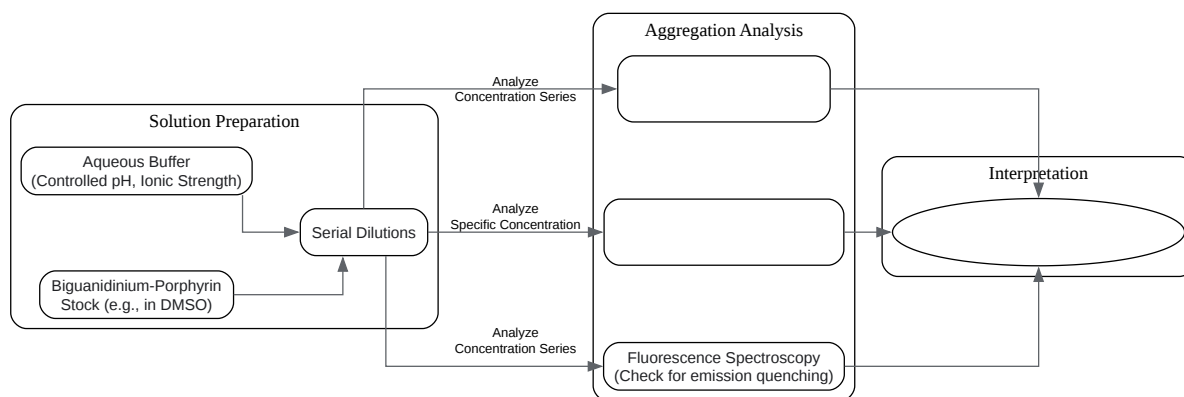 Solution Preparation
Aqueous Buffer
(Controlled pH, Ionic Strength)
Biguanidinium-Porphyrin
Stock (e.g., in DMSO)
Serial Dilutions
Analyze
Concentration Series
Analyze
Specific Concentration
Analyze
Concentration Series
Aggregation Analysis
Fluorescence Spectroscopy
(Check for emission quenching)
Interpretation